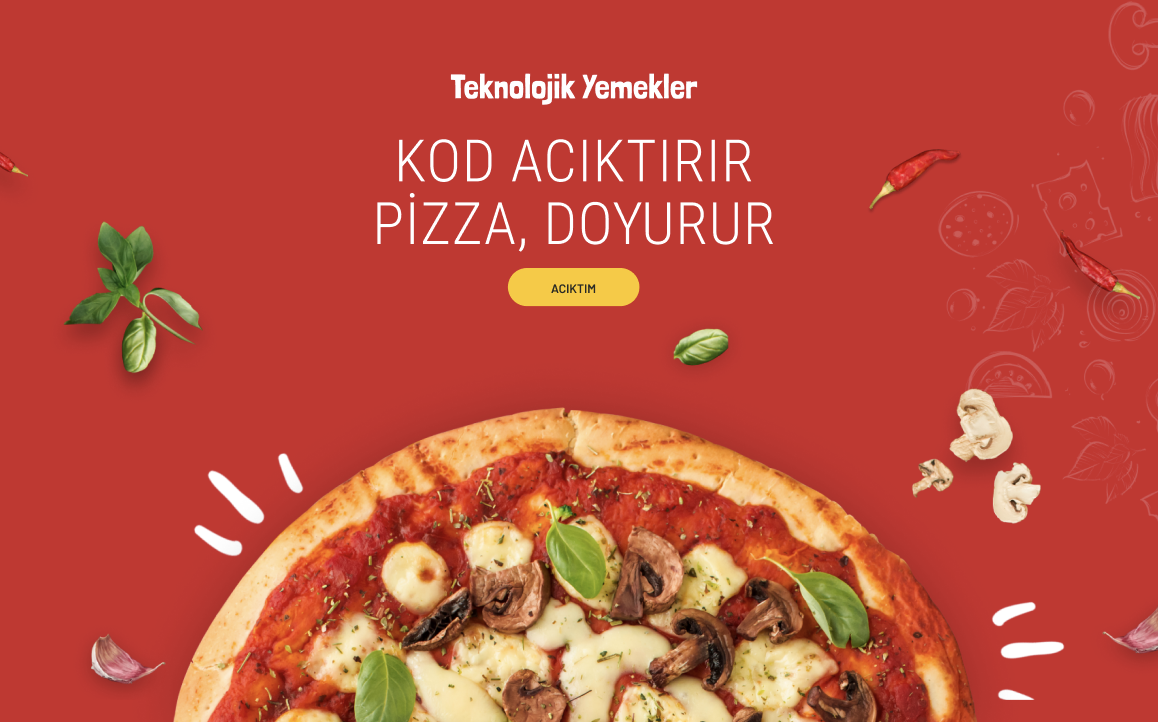 Teknolojik Yemekler
KOD ACIKTIRIR
PİZZA, DOYURUR
ACIKTIM